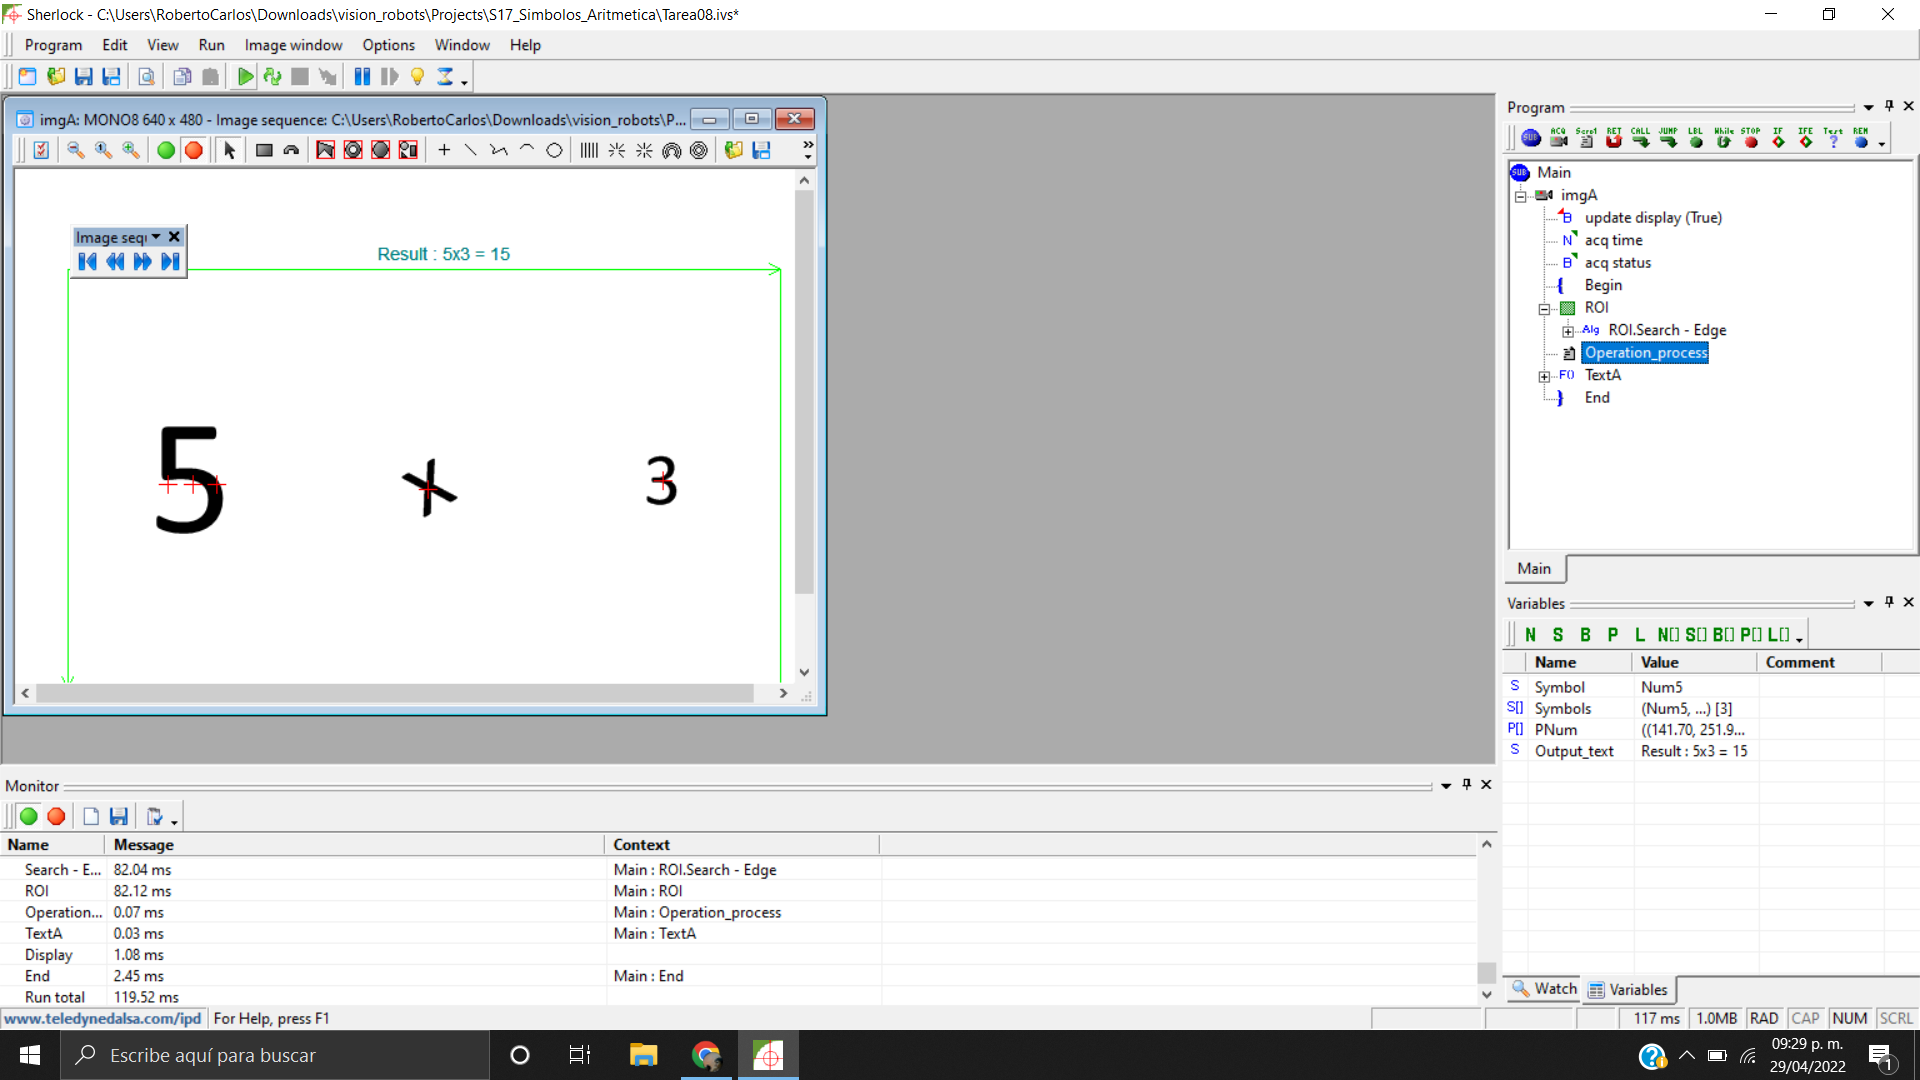 Sherlock - C:\Users\RobertoCarlos\Downloads\vision_robots\Projects\S17_Simbolos_Aritmetica\Tarea08.ivs*
Program Edit View Run Image window Options Window Help
imgA: MONO8 640 x 480 - Image sequence: C:\Users\RobertoCarlos\Downloads\vision_robots\P...
Image seq
Result : 5x3 = 15
5 x 3
Program
SUB ACQ Script RET CALL JUMP LBL While STOP IF IFE Test REM
SUB Main
imgA
B update display (True)
N acq time
B acq status
{ Begin
ROI
Alg ROI.Search - Edge
Operation_process
F() TextA
} End
Main
Variables
N S B P L N[] S[] B[] P[] L[]
Name Value Comment
S Symbol Num5
S[] Symbols (Num5, ...) [3]
P[] PNum ((141.70, 251.9...
S Output_text Result : 5x3 = 15
Watch Variables
Monitor
Name Message Context
Search - E... 82.04 ms Main : ROI.Search - Edge
ROI 82.12 ms Main : ROI
Operation... 0.07 ms Main : Operation_process
TextA 0.03 ms Main : TextA
Display 1.08 ms
End 2.45 ms Main : End
Run total 119.52 ms
www.teledynedalsa.com/ipd For Help, press F1
117 ms 1.0MB RAD CAP NUM SCRL
Escribe aquí para buscar
09:29 p. m.
29/04/2022
1